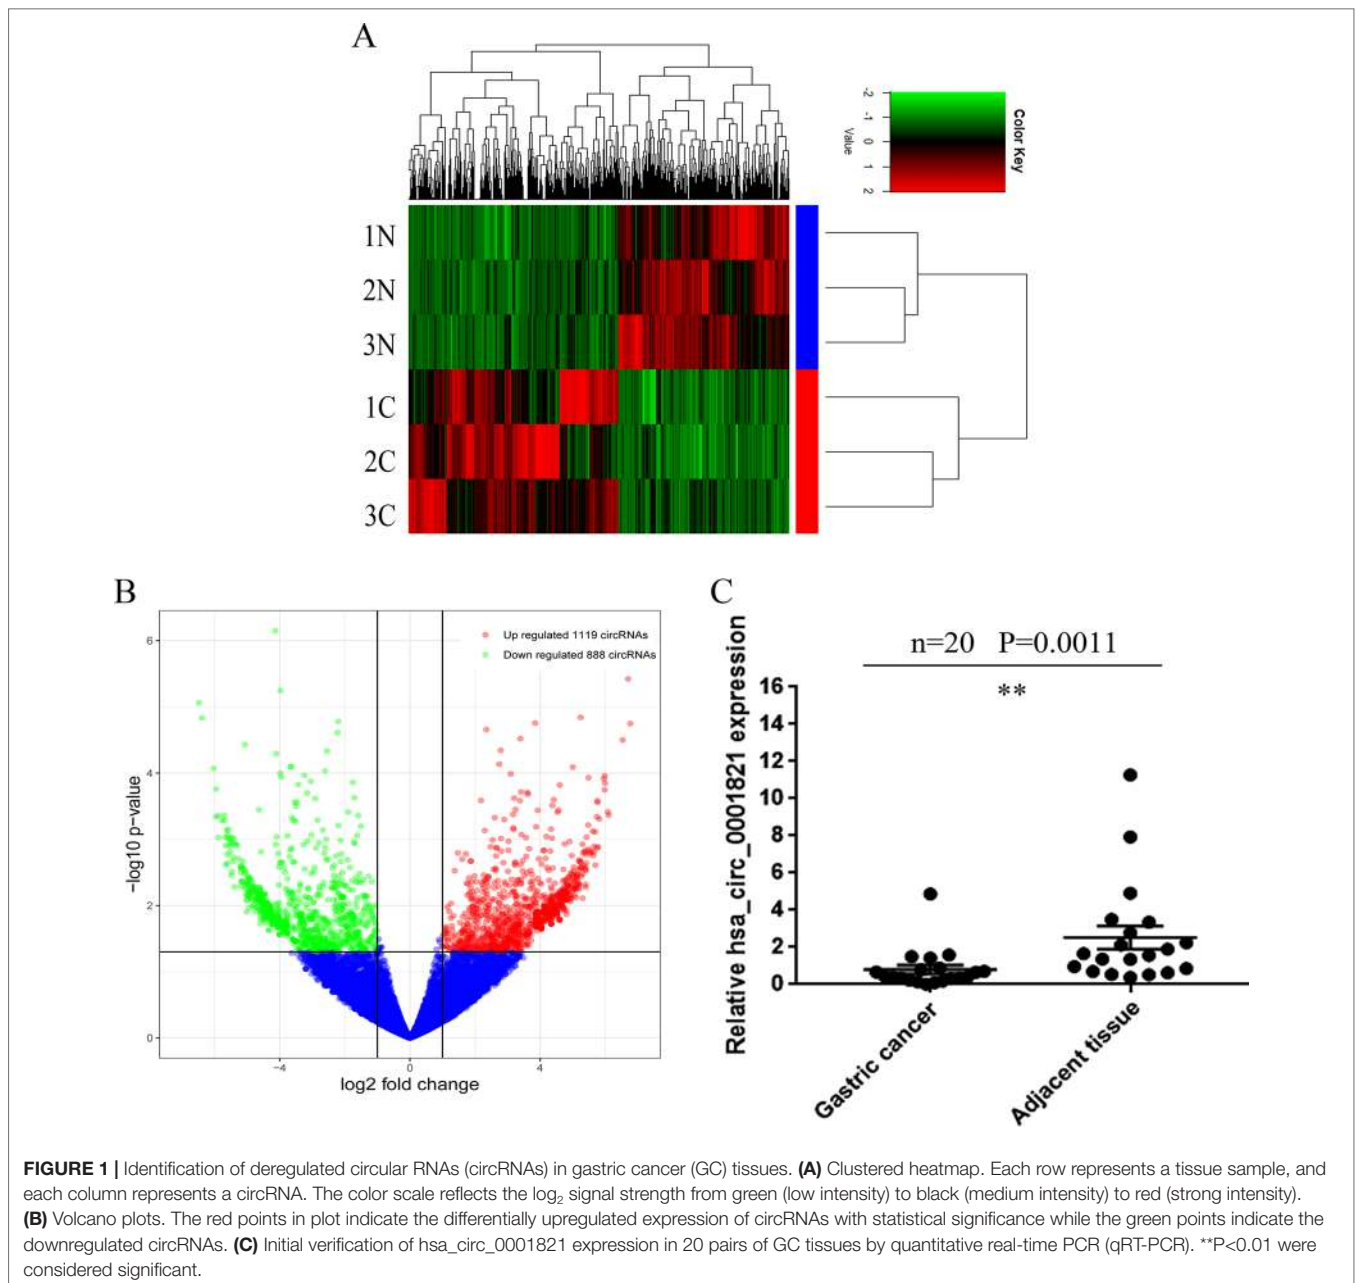 A
-2
-1
0
1
2
Value
Color Key
1N
2N
3N
1C
2C
3C
B
Up regulated 1119 circRNAs
Down regulated 888 circRNAs
6
4
2
0
−log10 p−value
−4
0
4
log2 fold change
C
n=20 P=0.0011
**
Relative hsa_circ_0001821 expression
16
14
12
10
8
6
4
2
0
Gastric cancer
Adjacent tissue
FIGURE 1 | Identification of deregulated circular RNAs (circRNAs) in gastric cancer (GC) tissues. (A) Clustered heatmap. Each row represents a tissue sample, and
each column represents a circRNA. The color scale reflects the log2 signal strength from green (low intensity) to black (medium intensity) to red (strong intensity).
(B) Volcano plots. The red points in plot indicate the differentially upregulated expression of circRNAs with statistical significance while the green points indicate the
downregulated circRNAs. (C) Initial verification of hsa_circ_0001821 expression in 20 pairs of GC tissues by quantitative real-time PCR (qRT-PCR). **P<0.01 were
considered significant.